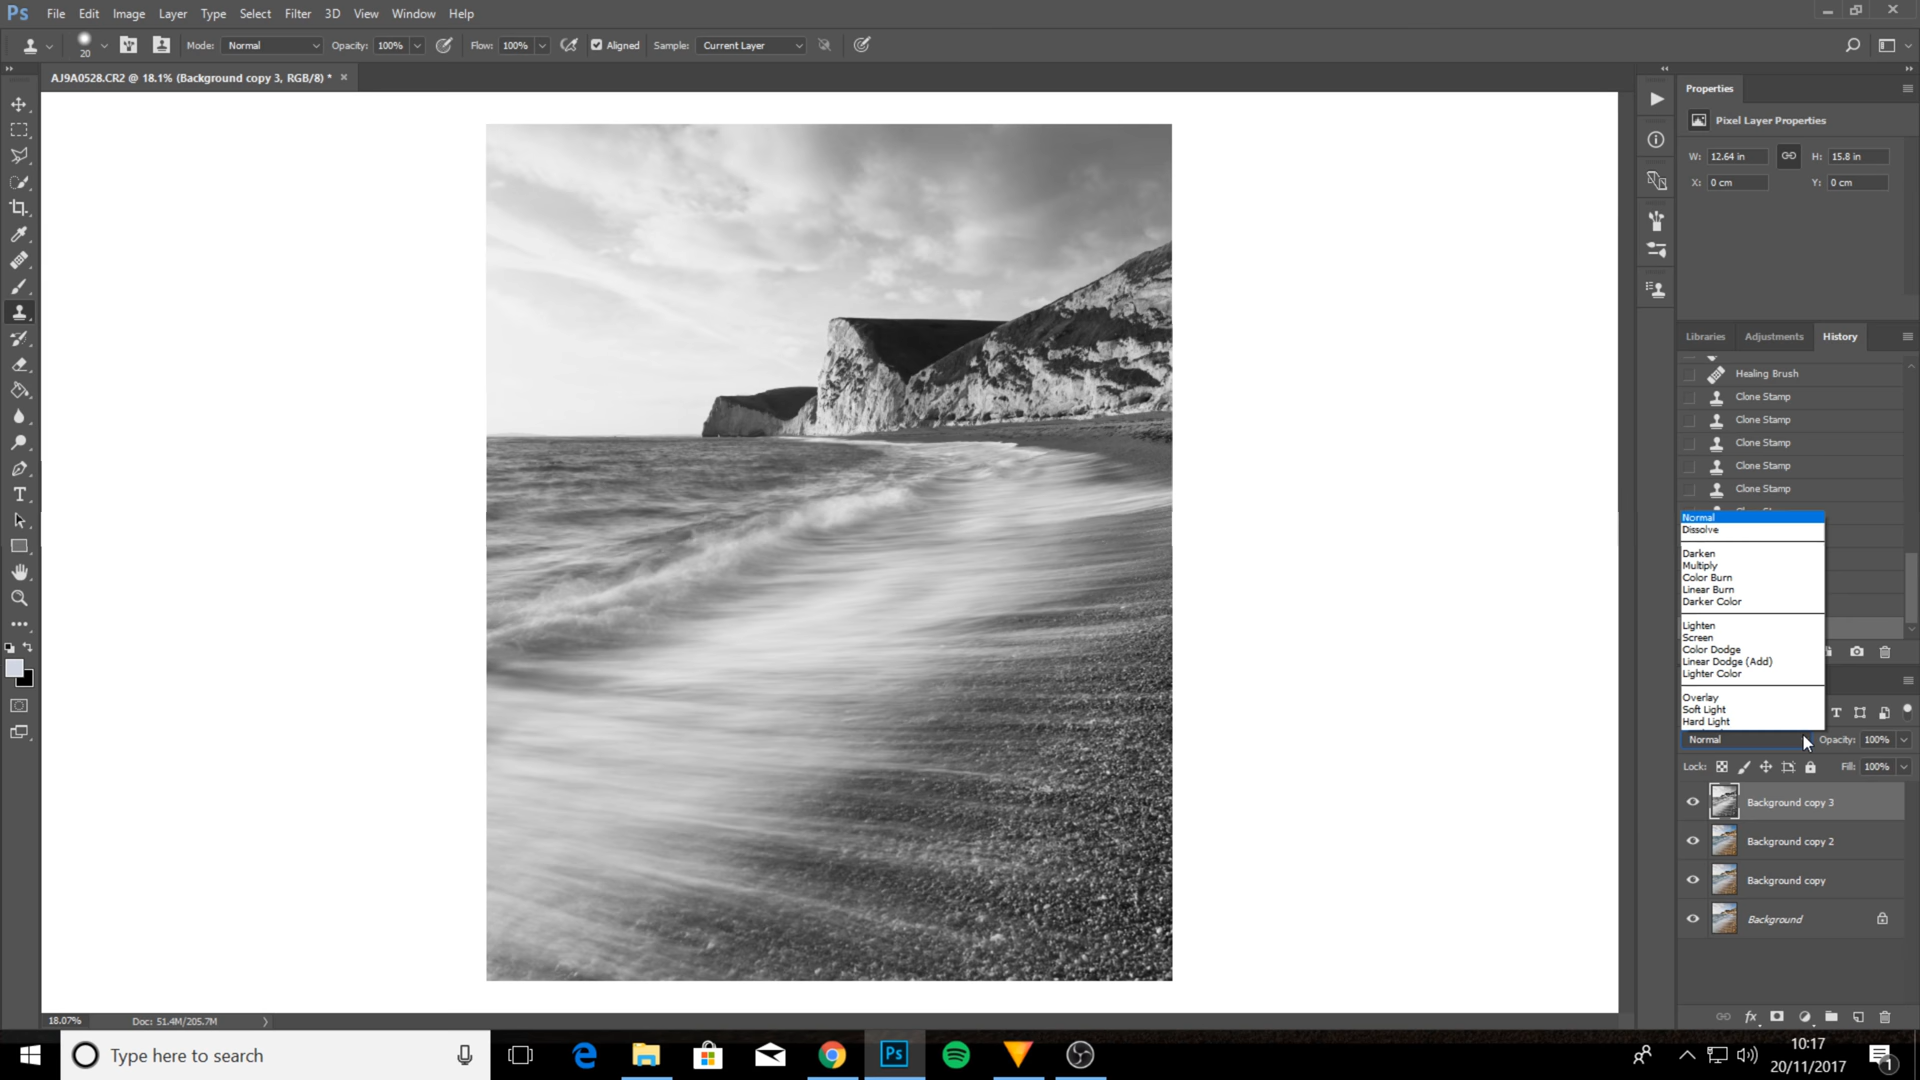 Ps File Edit Image Layer Type Select Filter 3D View Window Help
20 Mode: Normal Opacity: 100% Flow: 100% Aligned Sample: Current Layer
AJ9A0528.CR2 @ 18.1% (Background copy 3, RGB/8) * ×
Properties
Pixel Layer Properties
W: 12.64 in H: 15.8 in
X: 0 cm Y: 0 cm
Libraries Adjustments History
Healing Brush
Clone Stamp
Clone Stamp
Clone Stamp
Clone Stamp
Clone Stamp
Normal
Dissolve
Darken
Multiply
Color Burn
Linear Burn
Darker Color
Lighten
Screen
Color Dodge
Linear Dodge (Add)
Lighter Color
Overlay
Soft Light
Hard Light
Normal Opacity: 100%
Lock: Fill: 100%
Background copy 3
Background copy 2
Background copy
Background
18.07% Doc: 51.4M/205.7M
Type here to search
Ps
10:17
20/11/2017
1